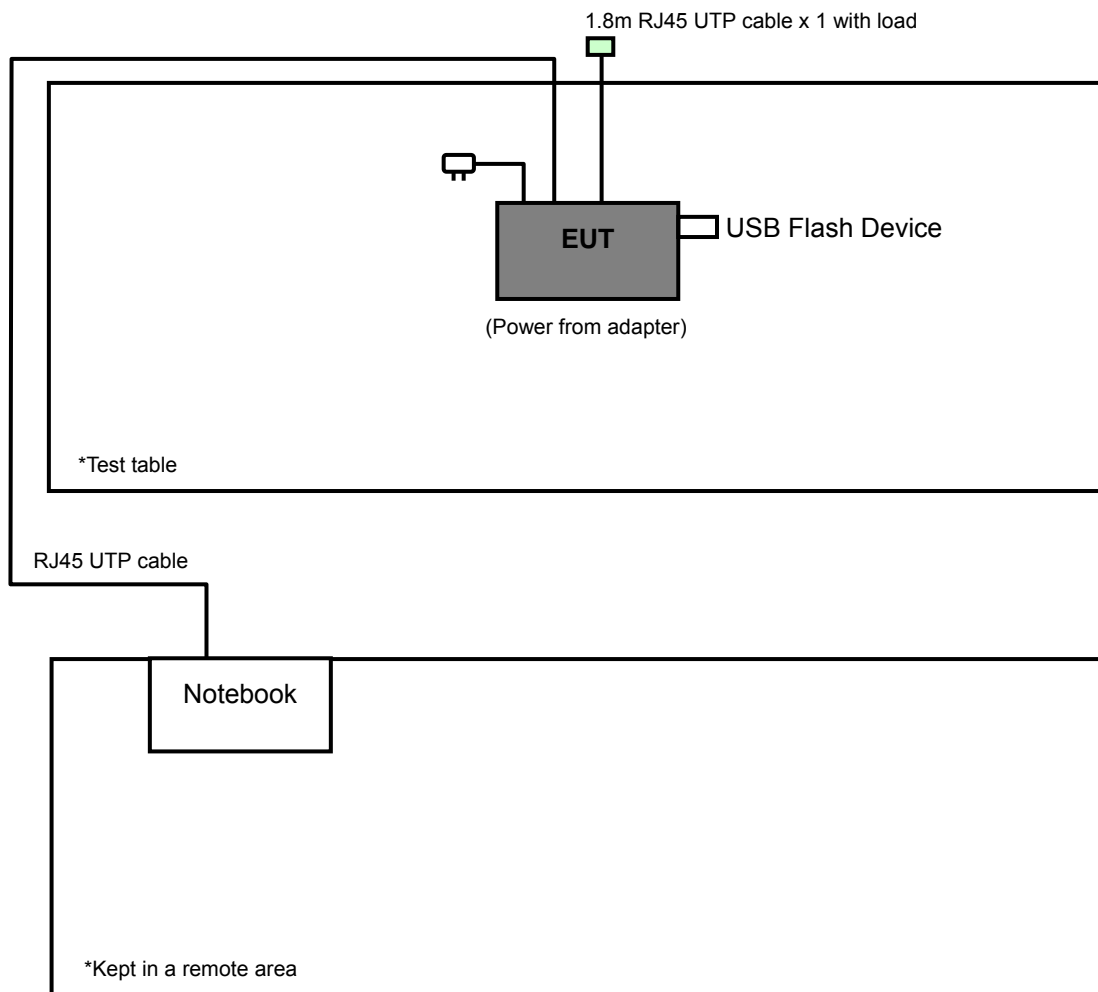 1.8m RJ45 UTP cable x 1 with load
EUT
USB Flash Device
(Power from adapter)
*Test table
RJ45 UTP cable
Notebook
*Kept in a remote area